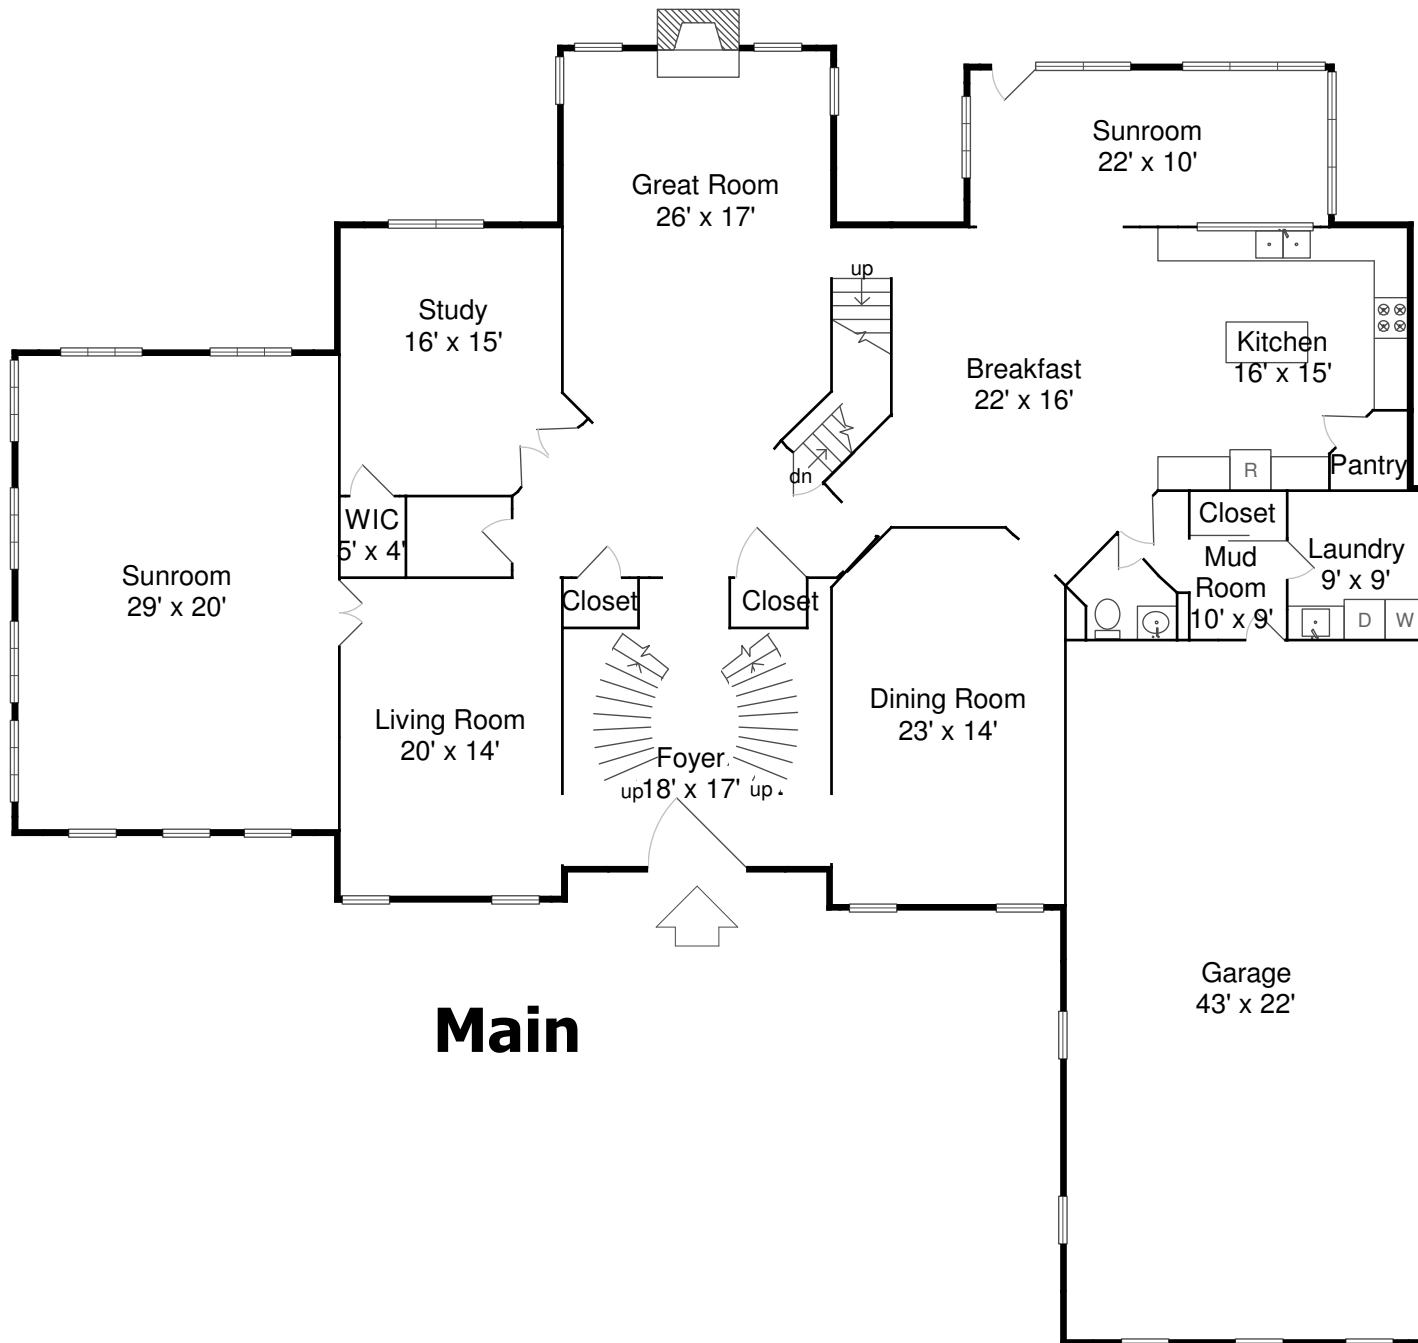 Sunroom
22' x 10'
Great Room
26' x 17'
up
Study
16' x 15'
Kitchen
16' x 15'
Breakfast
22' x 16'
R
Pantry
dn
WIC
5' x 4'
Closet
Mud
Room
10' x 9'
Laundry
9' x 9'
D
W
Sunroom
29' x 20'
Closet
Closet
Living Room
20' x 14'
Dining Room
23' x 14'
Foyer
18' x 17'
up
up
Garage
43' x 22'
Main